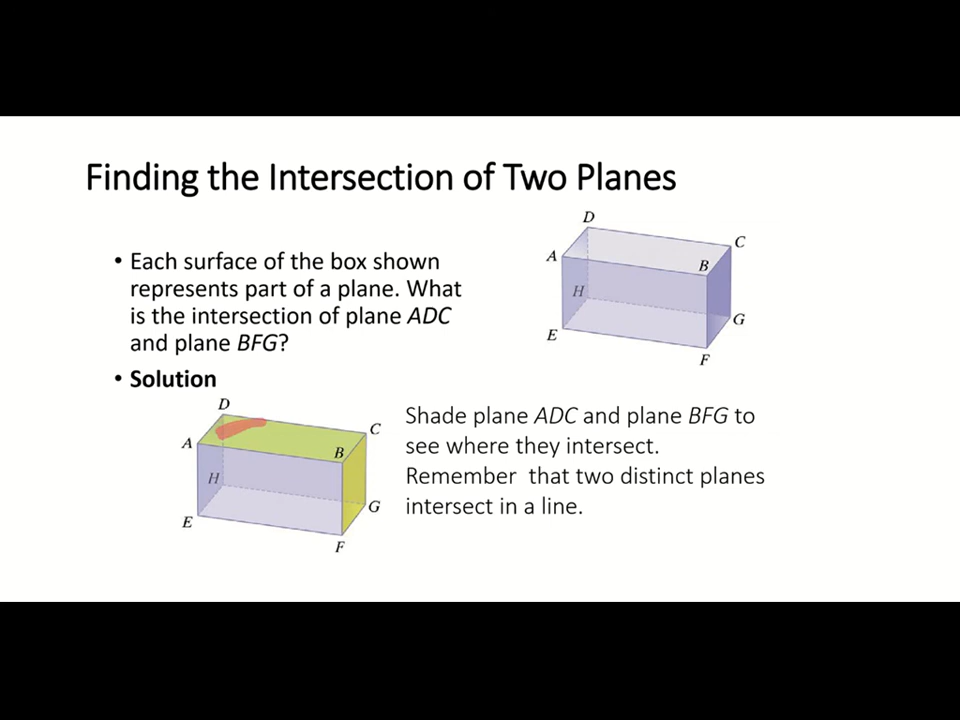 Finding the Intersection of Two Planes
• Each surface of the box shown
represents part of a plane. What
is the intersection of plane ADC
and plane BFG?
D
C
A
B
H
G
E
F
• Solution
D
C
A
B
H
G
E
F
Shade plane ADC and plane BFG to
see where they intersect.
Remember that two distinct planes
intersect in a line.